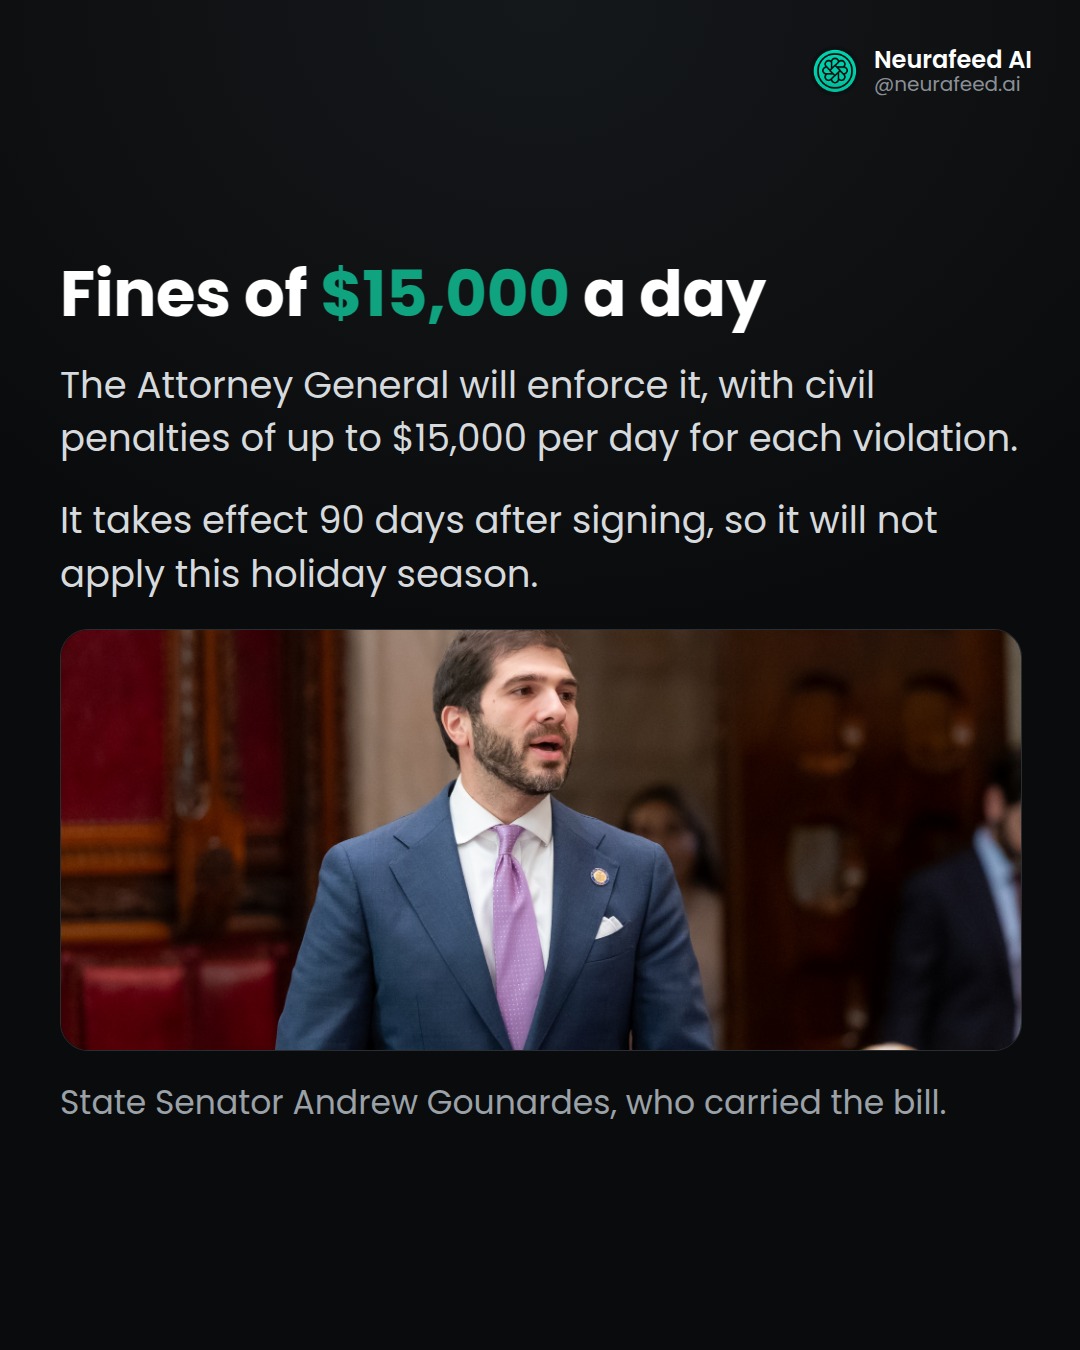 Neurafeed AI
@neurafeed.ai
Fines of $15,000 a day
The Attorney General will enforce it, with civil
penalties of up to $15,000 per day for each violation.
It takes effect 90 days after signing, so it will not
apply this holiday season.
State Senator Andrew Gounardes, who carried the bill.